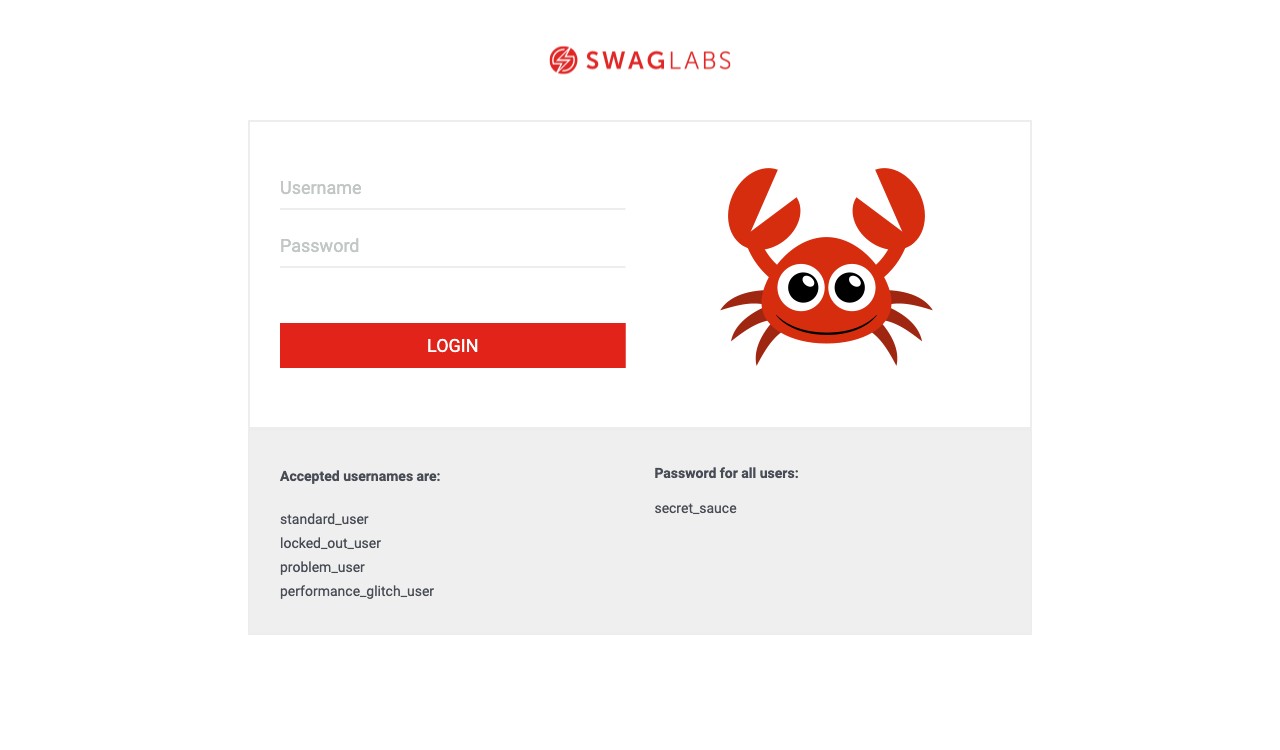 SWAGLABS
Username
Password
LOGIN
Accepted usernames are:
standard_user
locked_out_user
problem_user
performance_glitch_user
Password for all users:
secret_sauce